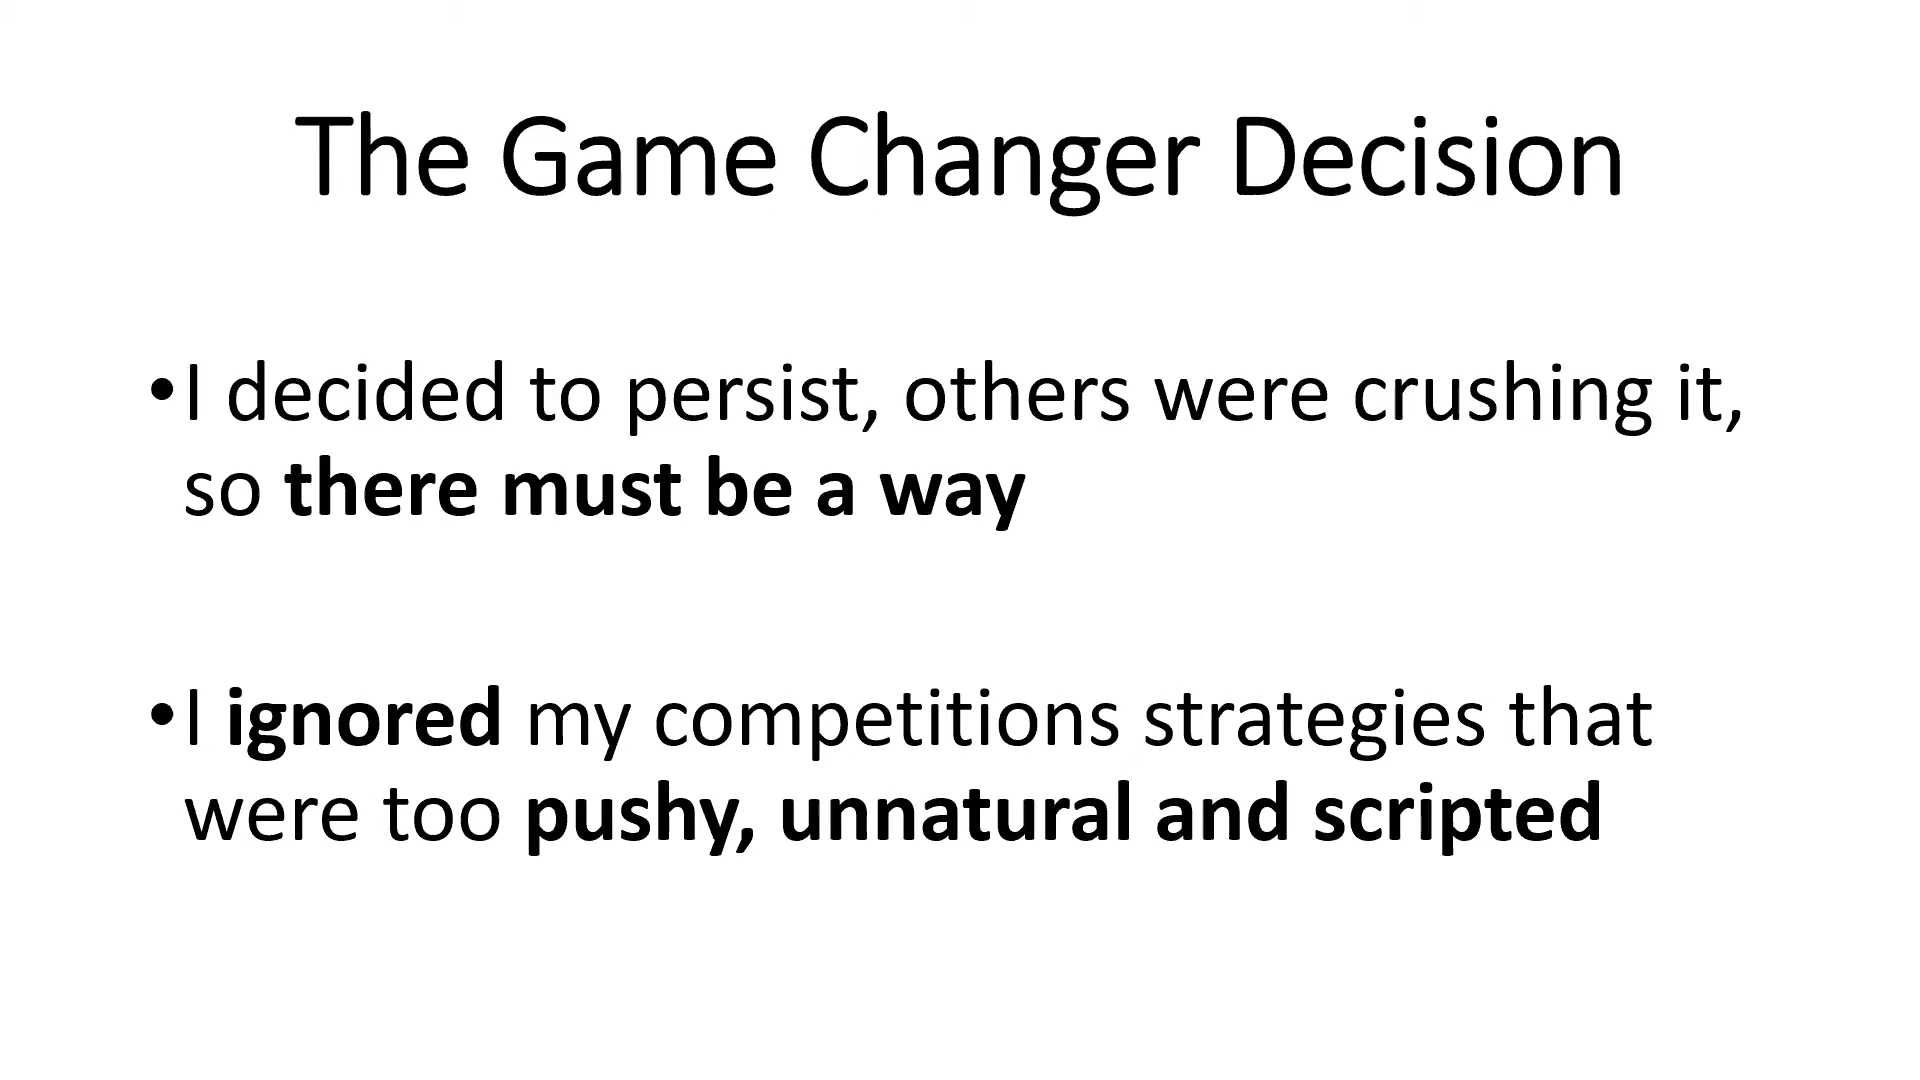 The Game Changer Decision
•I decided to persist, others were crushing it,
so there must be a way
•I ignored my competitions strategies that
were too pushy, unnatural and scripted